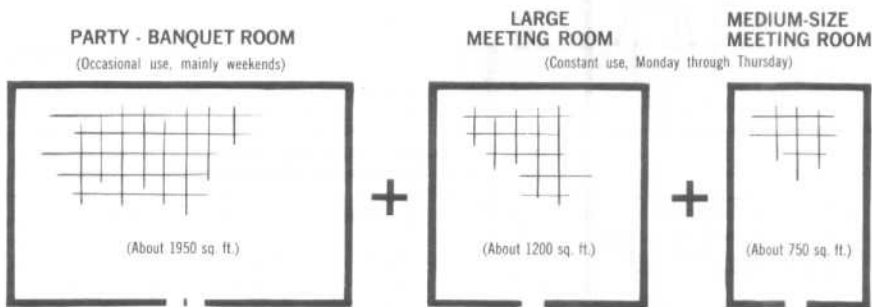 PARTY - BANQUET ROOM
(Occasional use, mainly weekends)
LARGE
MEETING ROOM
MEDIUM-SIZE
MEETING ROOM
(Constant use, Monday through Thursday)
(About 1950 sq. ft.)
+
(About 1200 sq. ft.)
+
(About 750 sq. ft.)